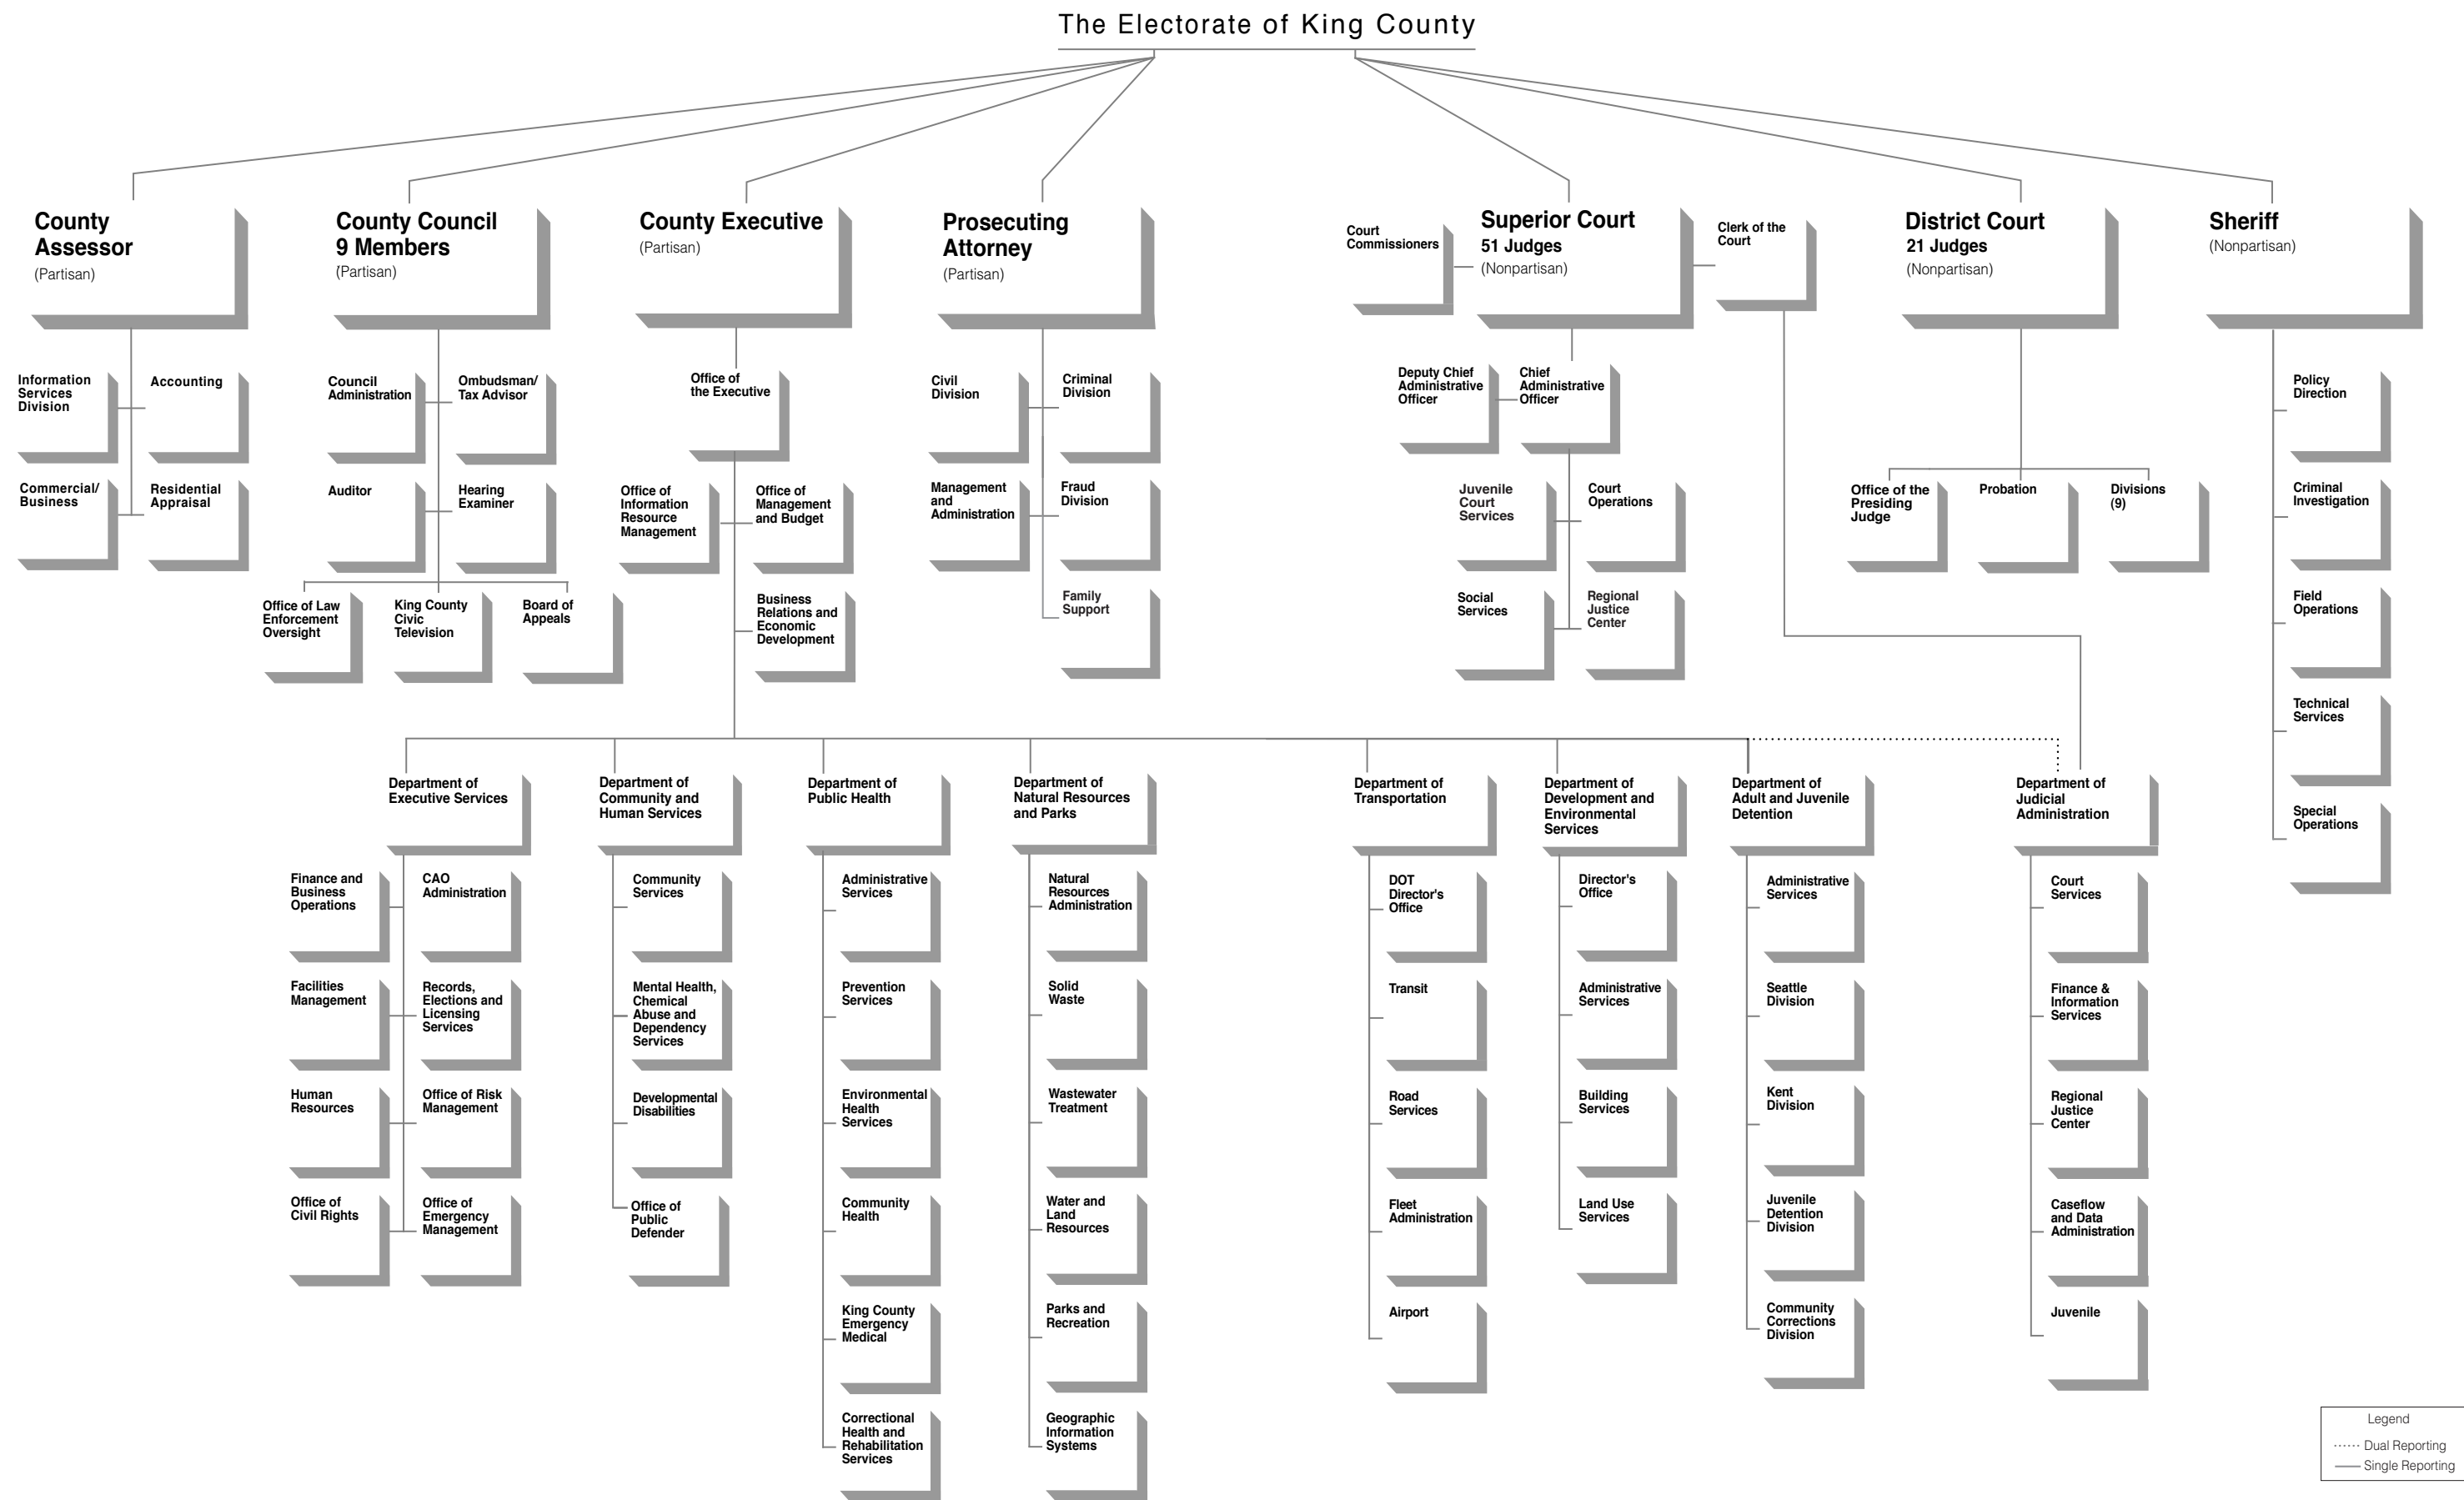 The Electorate of King County
County
Assessor
(Partisan)
County Council
9 Members
(Partisan)
County Executive
(Partisan)
Prosecuting
Attorney
(Partisan)
Court
Commissioners
Superior Court
51 Judges
(Nonpartisan)
Clerk of the
Court
District Court
21 Judges
(Nonpartisan)
Sheriff
(Nonpartisan)
Information
Services
Division
Accounting
Commercial/
Business
Residential
Appraisal
Council
Administration
Ombudsman/
Tax Advisor
Auditor
Hearing
Examiner
Office of Law
Enforcement
Oversight
King County
Civic
Television
Board of
Appeals
Office of
the Executive
Office of
Information
Resource
Management
Office of
Management
and Budget
Business
Relations and
Economic
Development
Civil
Division
Criminal
Division
Management
and
Administration
Fraud
Division
Family
Support
Deputy Chief
Administrative
Officer
Chief
Administrative
Officer
Juvenile
Court
Services
Court
Operations
Social
Services
Regional
Justice
Center
Office of the
Presiding
Judge
Probation
Divisions
(9)
Policy
Direction
Criminal
Investigation
Field
Operations
Technical
Services
Special
Operations
Department of
Executive Services
Finance and
Business
Operations
CAO
Administration
Facilities
Management
Records,
Elections and
Licensing
Services
Human
Resources
Office of Risk
Management
Office of
Civil Rights
Office of
Emergency
Management
Department of
Community and
Human Services
Community
Services
Mental Health,
Chemical
Abuse and
Dependency
Services
Developmental
Disabilities
Office of
Public
Defender
Department of
Public Health
Administrative
Services
Prevention
Services
Environmental
Health
Services
Community
Health
King County
Emergency
Medical
Correctional
Health and
Rehabilitation
Services
Department of
Natural Resources
and Parks
Natural
Resources
Administration
Solid
Waste
Wastewater
Treatment
Water and
Land
Resources
Parks and
Recreation
Geographic
Information
Systems
Department of
Transportation
DOT
Director's
Office
Transit
Road
Services
Fleet
Administration
Airport
Department of
Development and
Environmental
Services
Director's
Office
Administrative
Services
Building
Services
Land Use
Services
Department of
Adult and Juvenile
Detention
Administrative
Services
Seattle
Division
Kent
Division
Juvenile
Detention
Division
Community
Corrections
Division
Department of
Judicial
Administration
Court
Services
Finance &
Information
Services
Regional
Justice
Center
Caseflow
and Data
Administration
Juvenile
Legend
Dual Reporting
Single Reporting